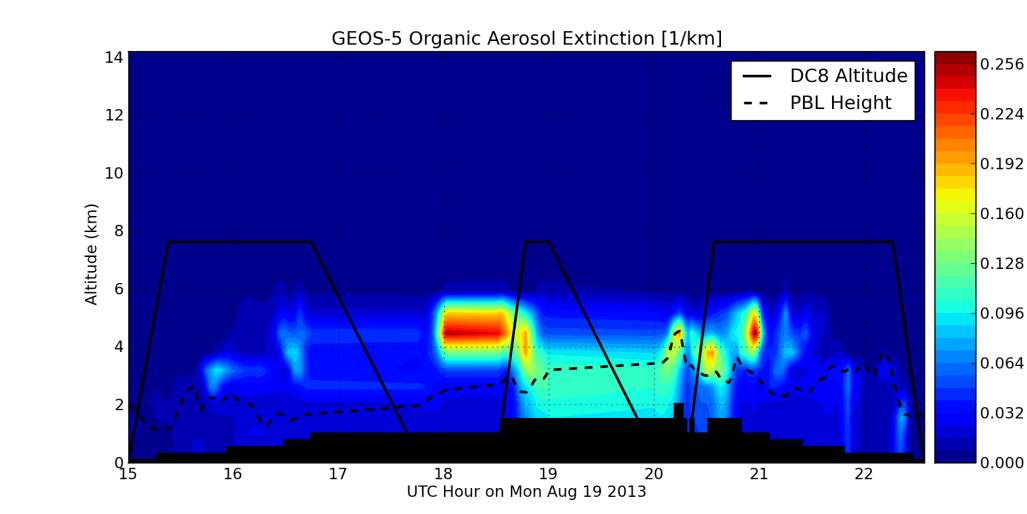 GEOS-5 Organic Aerosol Extinction [1/km]
14
12
10
8
6
4
2
0
Altitude (km)
DC8 Altitude
PBL Height
0.256
0.224
0.192
0.160
0.128
0.096
0.064
0.032
0.000
15 16 17 18 19 20 21 22
UTC Hour on Mon Aug 19 2013